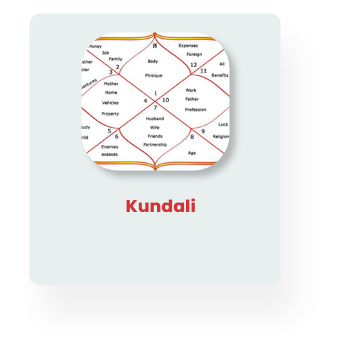 Money
8
Expenses
Job
Family
Body
Foreign
2
12
All
3
Physique
11
Benefits
Mother
Work
Home
1
Father
Vehicles
4
10
Profession
7
Property
Husband
Luck
5
Wife
9
6
Friends
8
Religion
Enemies
Partnership
Age
Kundali